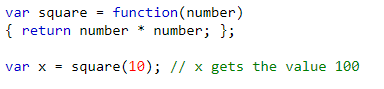 var square = function(number)
{ return number * number; };
var x = square(10); // x gets the value 100